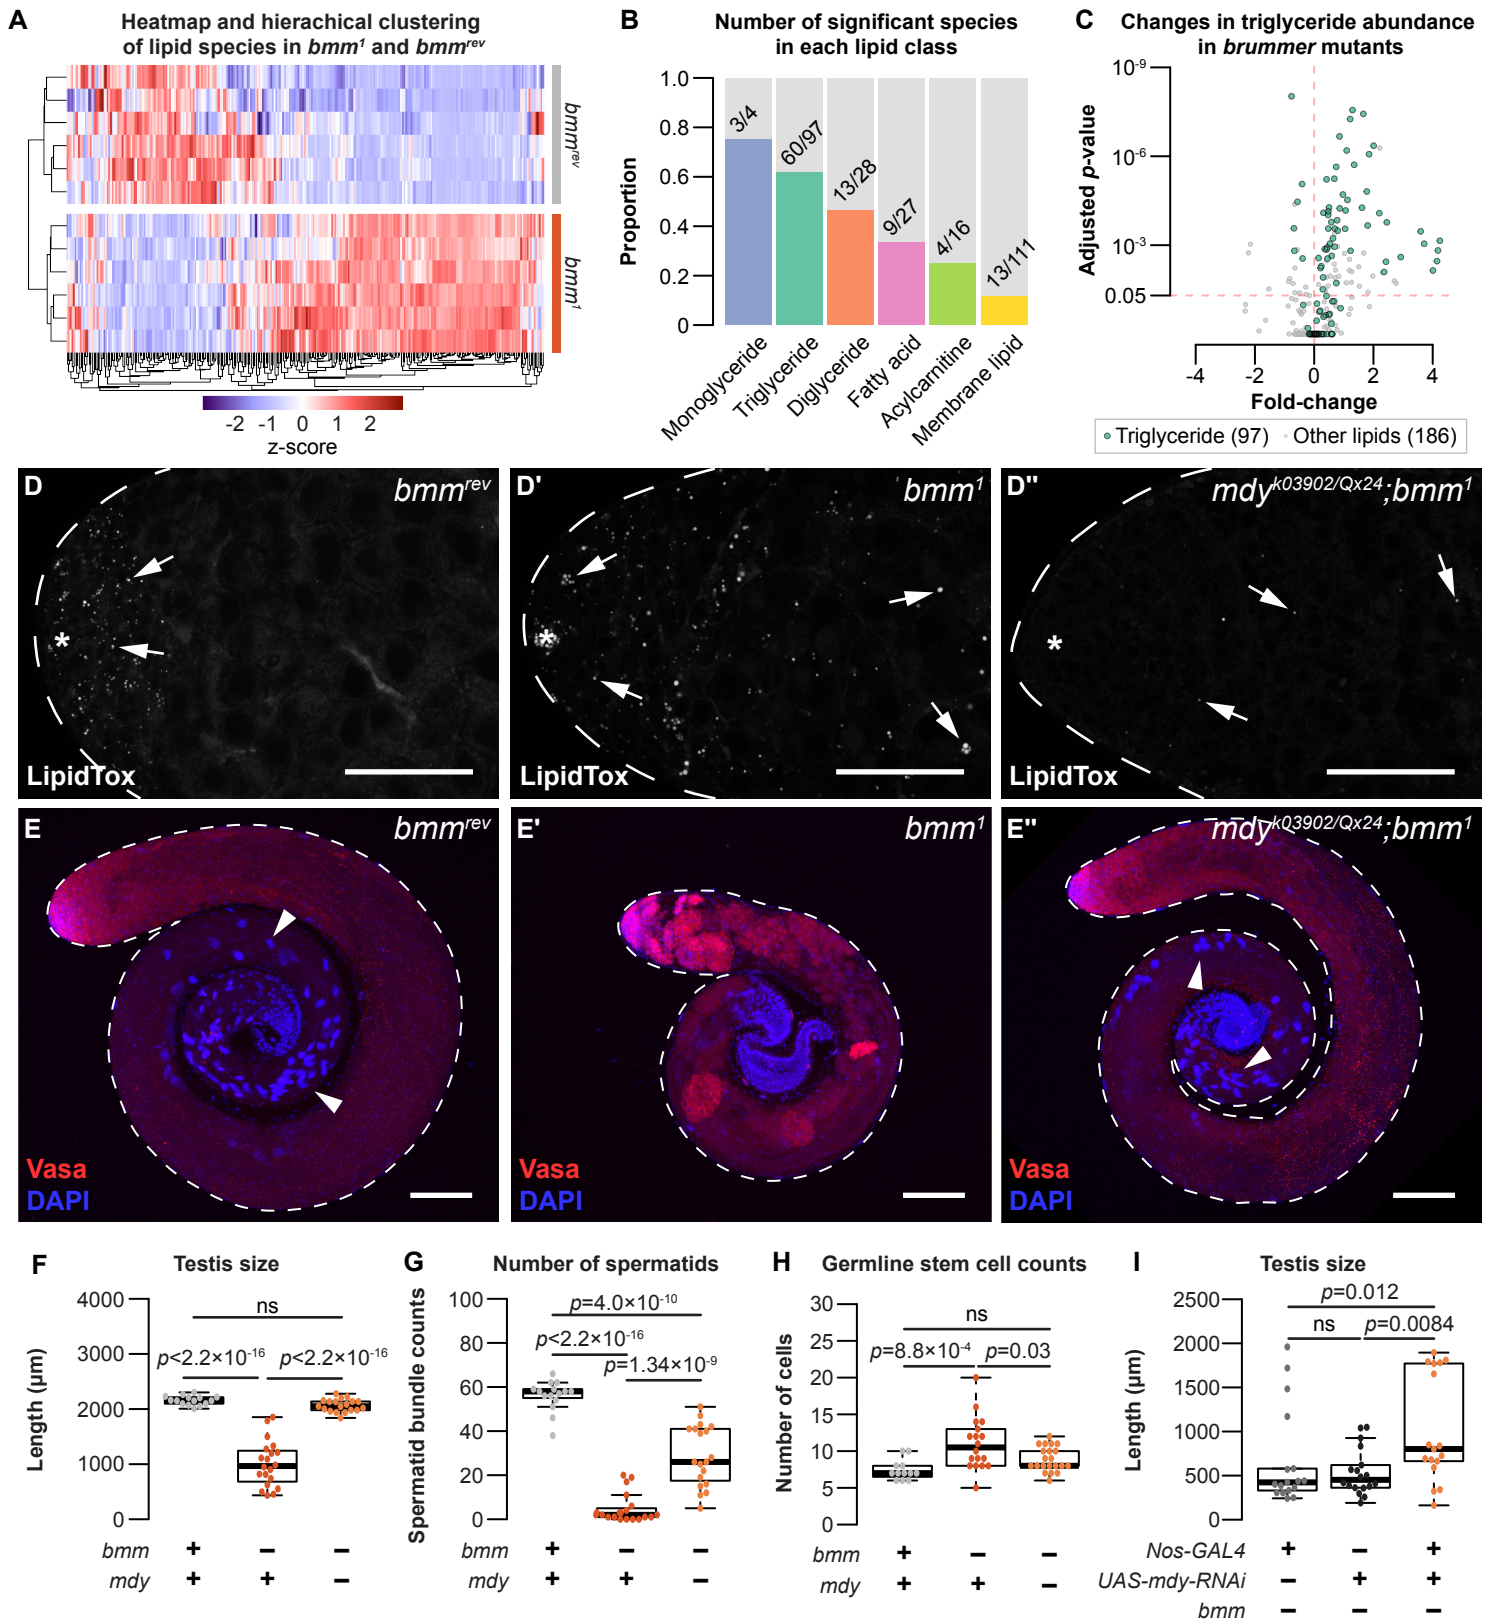 A
Heatmap and hierachical clustering
of lipid species in bmm¹ and bmmʳᵉᵛ
bmmʳᵉᵛ
bmm¹
-2 -1 0 1 2
z-score
B
Number of significant species
in each lipid class
Proportion
1.0
0.8
0.6
0.4
0.2
0
3/4
60/97
13/28
9/27
4/16
13/111
Monoglyceride
Triglyceride
Diglyceride
Fatty acid
Acylcarnitine
Membrane lipid
C
Changes in triglyceride abundance
in brummer mutants
Adjusted p-value
10⁻⁹
10⁻⁶
10⁻³
0.05
-4 -2 0 2 4
Fold-change
Triglyceride (97) Other lipids (186)
D
bmmʳᵉᵛ
LipidTox
*
D'
bmm¹
LipidTox
*
D"
mdyᵏ⁰³⁹⁰²/Qˣ²⁴;bmm¹
LipidTox
*
E
bmmʳᵉᵛ
Vasa
DAPI
E'
bmm¹
Vasa
DAPI
E"
mdyᵏ⁰³⁹⁰²/Qˣ²⁴;bmm¹
Vasa
DAPI
F
Testis size
Length (µm)
4000
3000
2000
1000
0
ns
p<2.2×10⁻¹⁶ p<2.2×10⁻¹⁶
bmm + − −
mdy + + −
G
Number of spermatids
Spermatid bundle counts
100
80
60
40
20
0
p=4.0×10⁻¹⁰
p<2.2×10⁻¹⁶
p=1.34×10⁻⁹
bmm + − −
mdy + + −
H
Germline stem cell counts
Number of cells
30
25
20
15
10
5
0
ns
p=8.8×10⁻⁴ p=0.03
bmm + − −
mdy + + −
I
Testis size
Length (µm)
2500
2000
1500
1000
500
0
p=0.012
ns p=0.0084
Nos-GAL4 + − +
UAS-mdy-RNAi − + +
bmm − − −